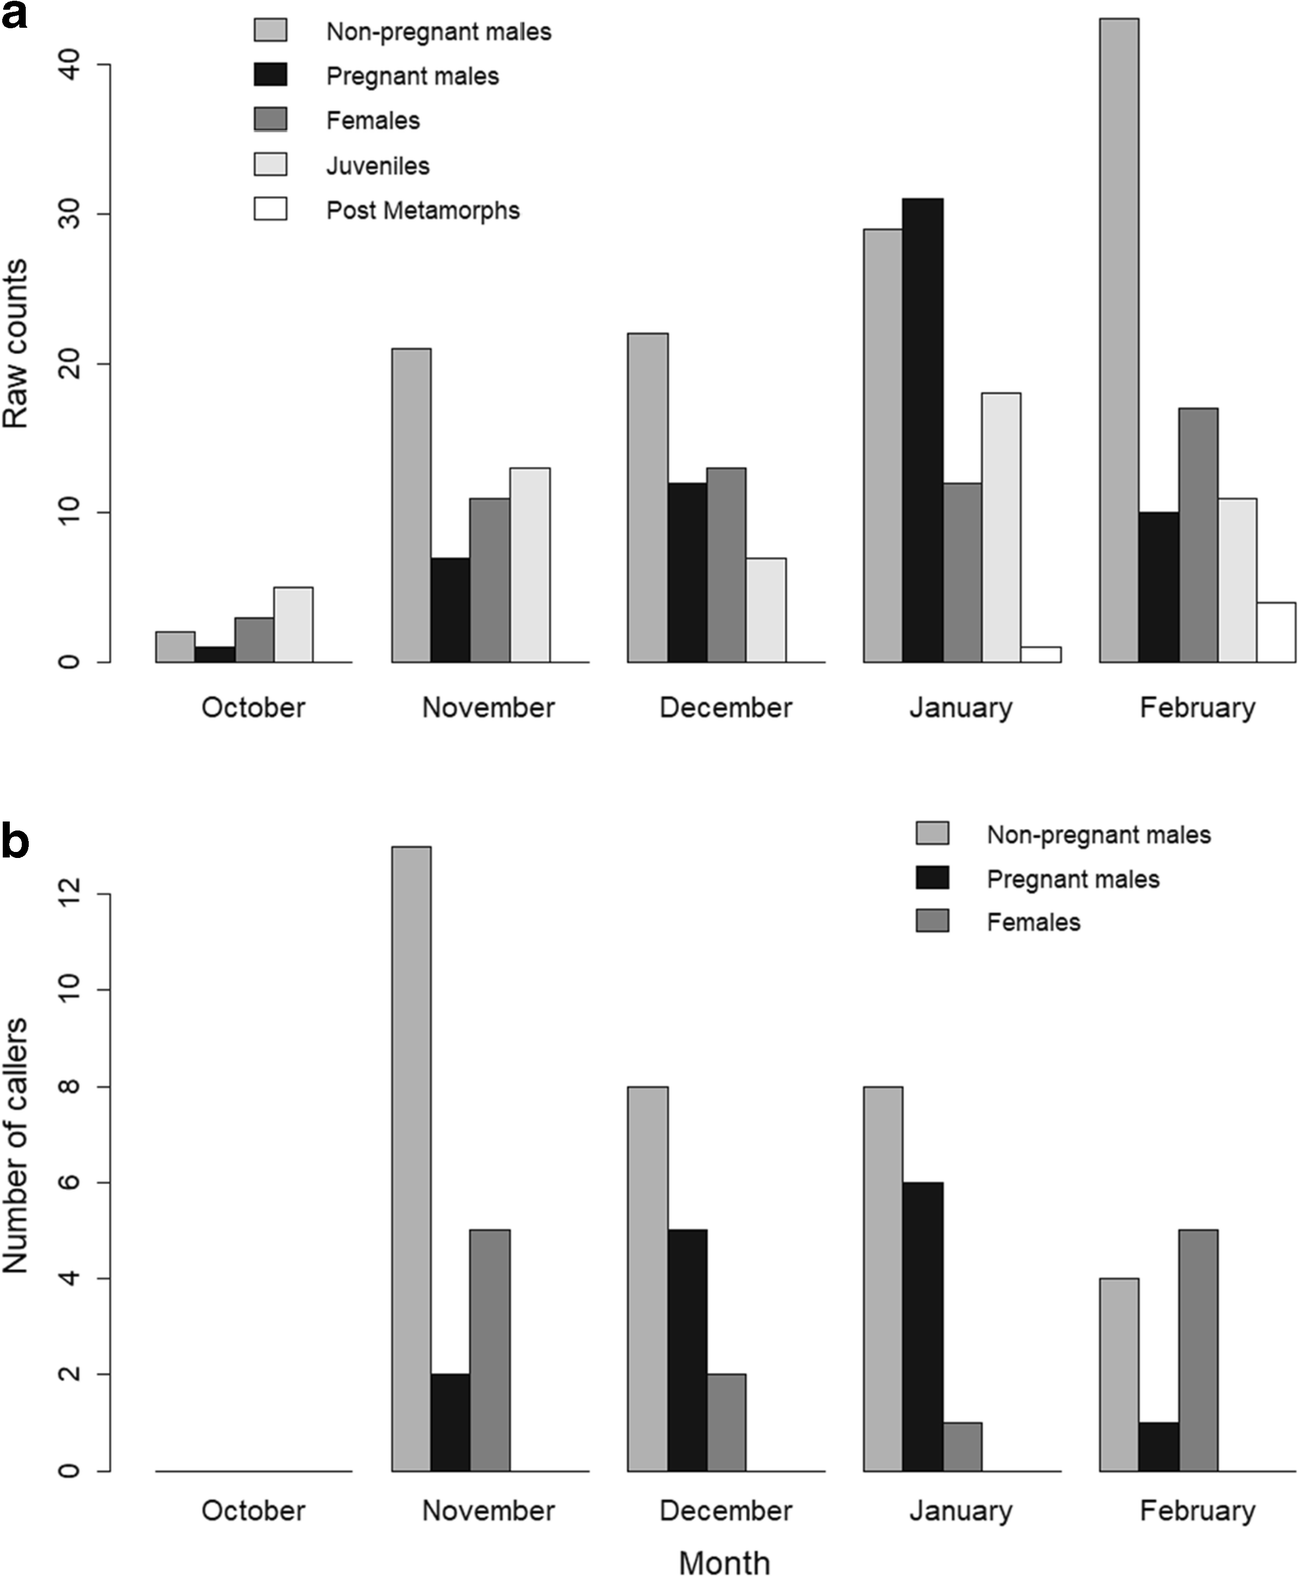 a
Non-pregnant males
Pregnant males
Females
Juveniles
Post Metamorphs
Raw counts
40
30
20
10
0
October November December January February
b
Non-pregnant males
Pregnant males
Females
Number of callers
12
10
8
6
4
2
0
October November December January February
Month